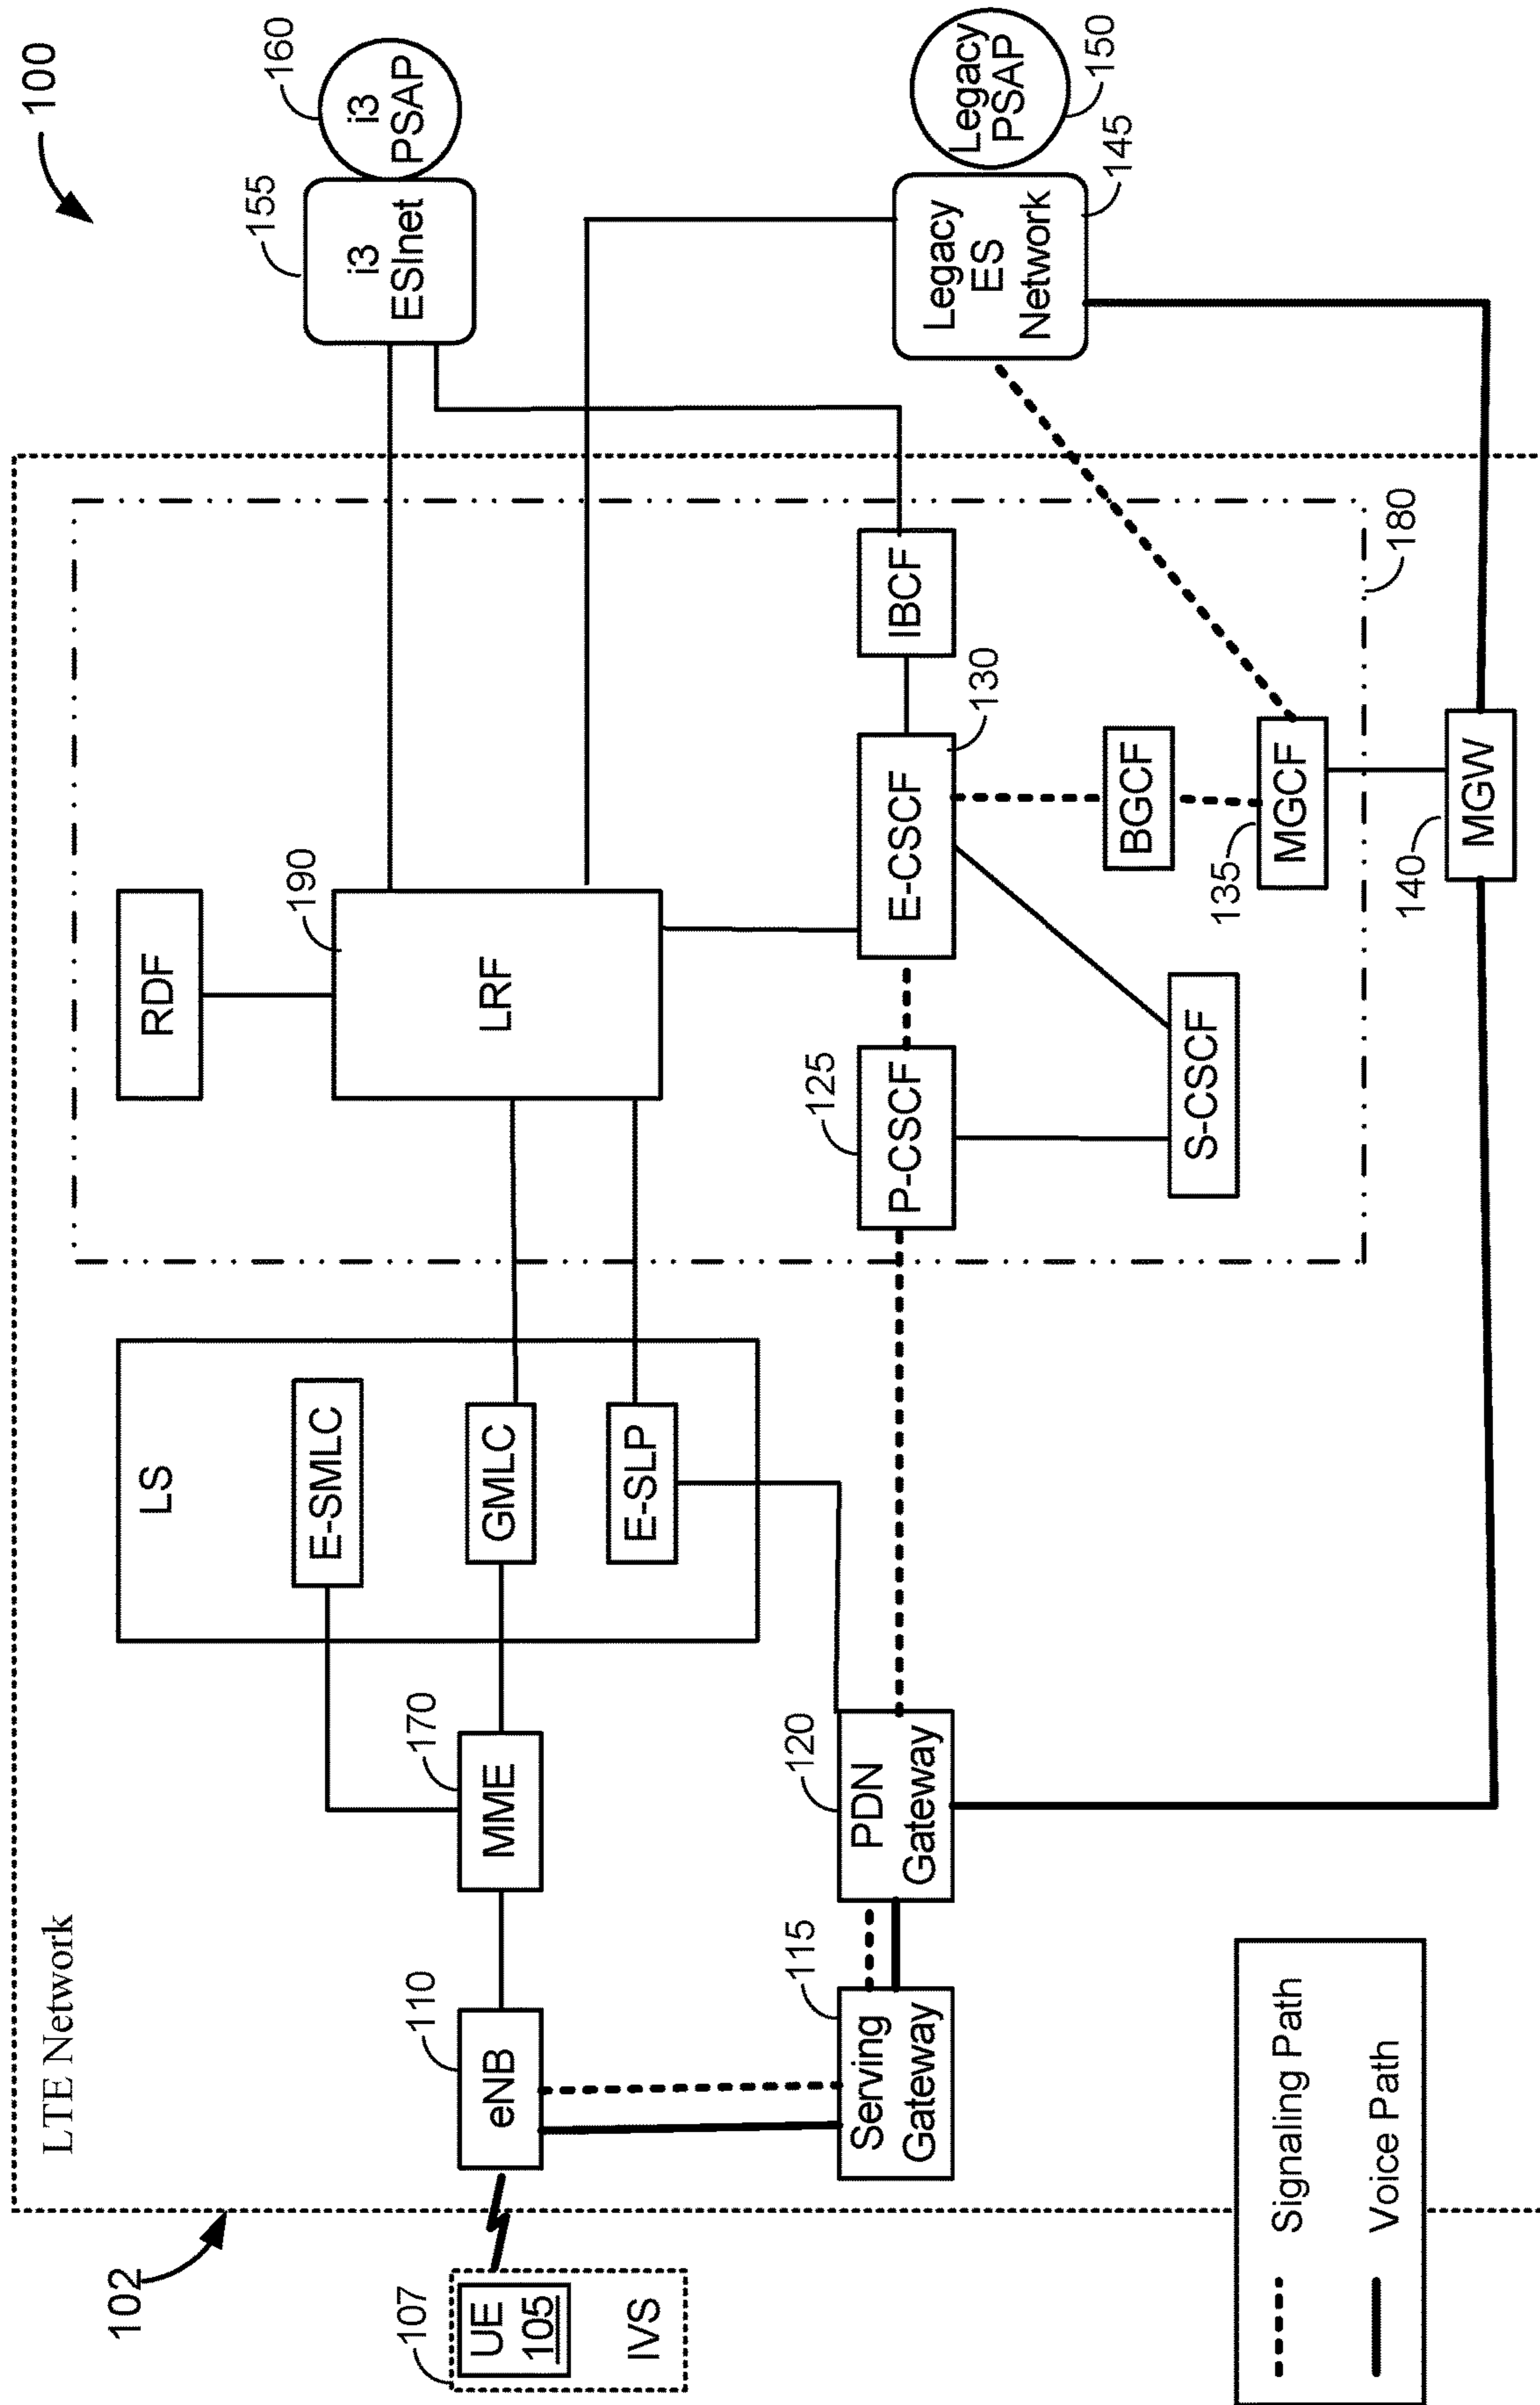 100
102
LTE Network
107
UE
105
IVS
eNB
110
MME
170
LS
E-SMLC
GMLC
E-SLP
Serving
Gateway
115
PDN
Gateway
120
RDF
LRF
190
P-CSCF
125
E-CSCF
130
IBCF
S-CSCF
BGCF
MGCF
135
180
MGW
140
i3
ESInet
155
i3
PSAP
160
Legacy
ES
Network
145
Legacy
PSAP
150
Signaling Path
Voice Path